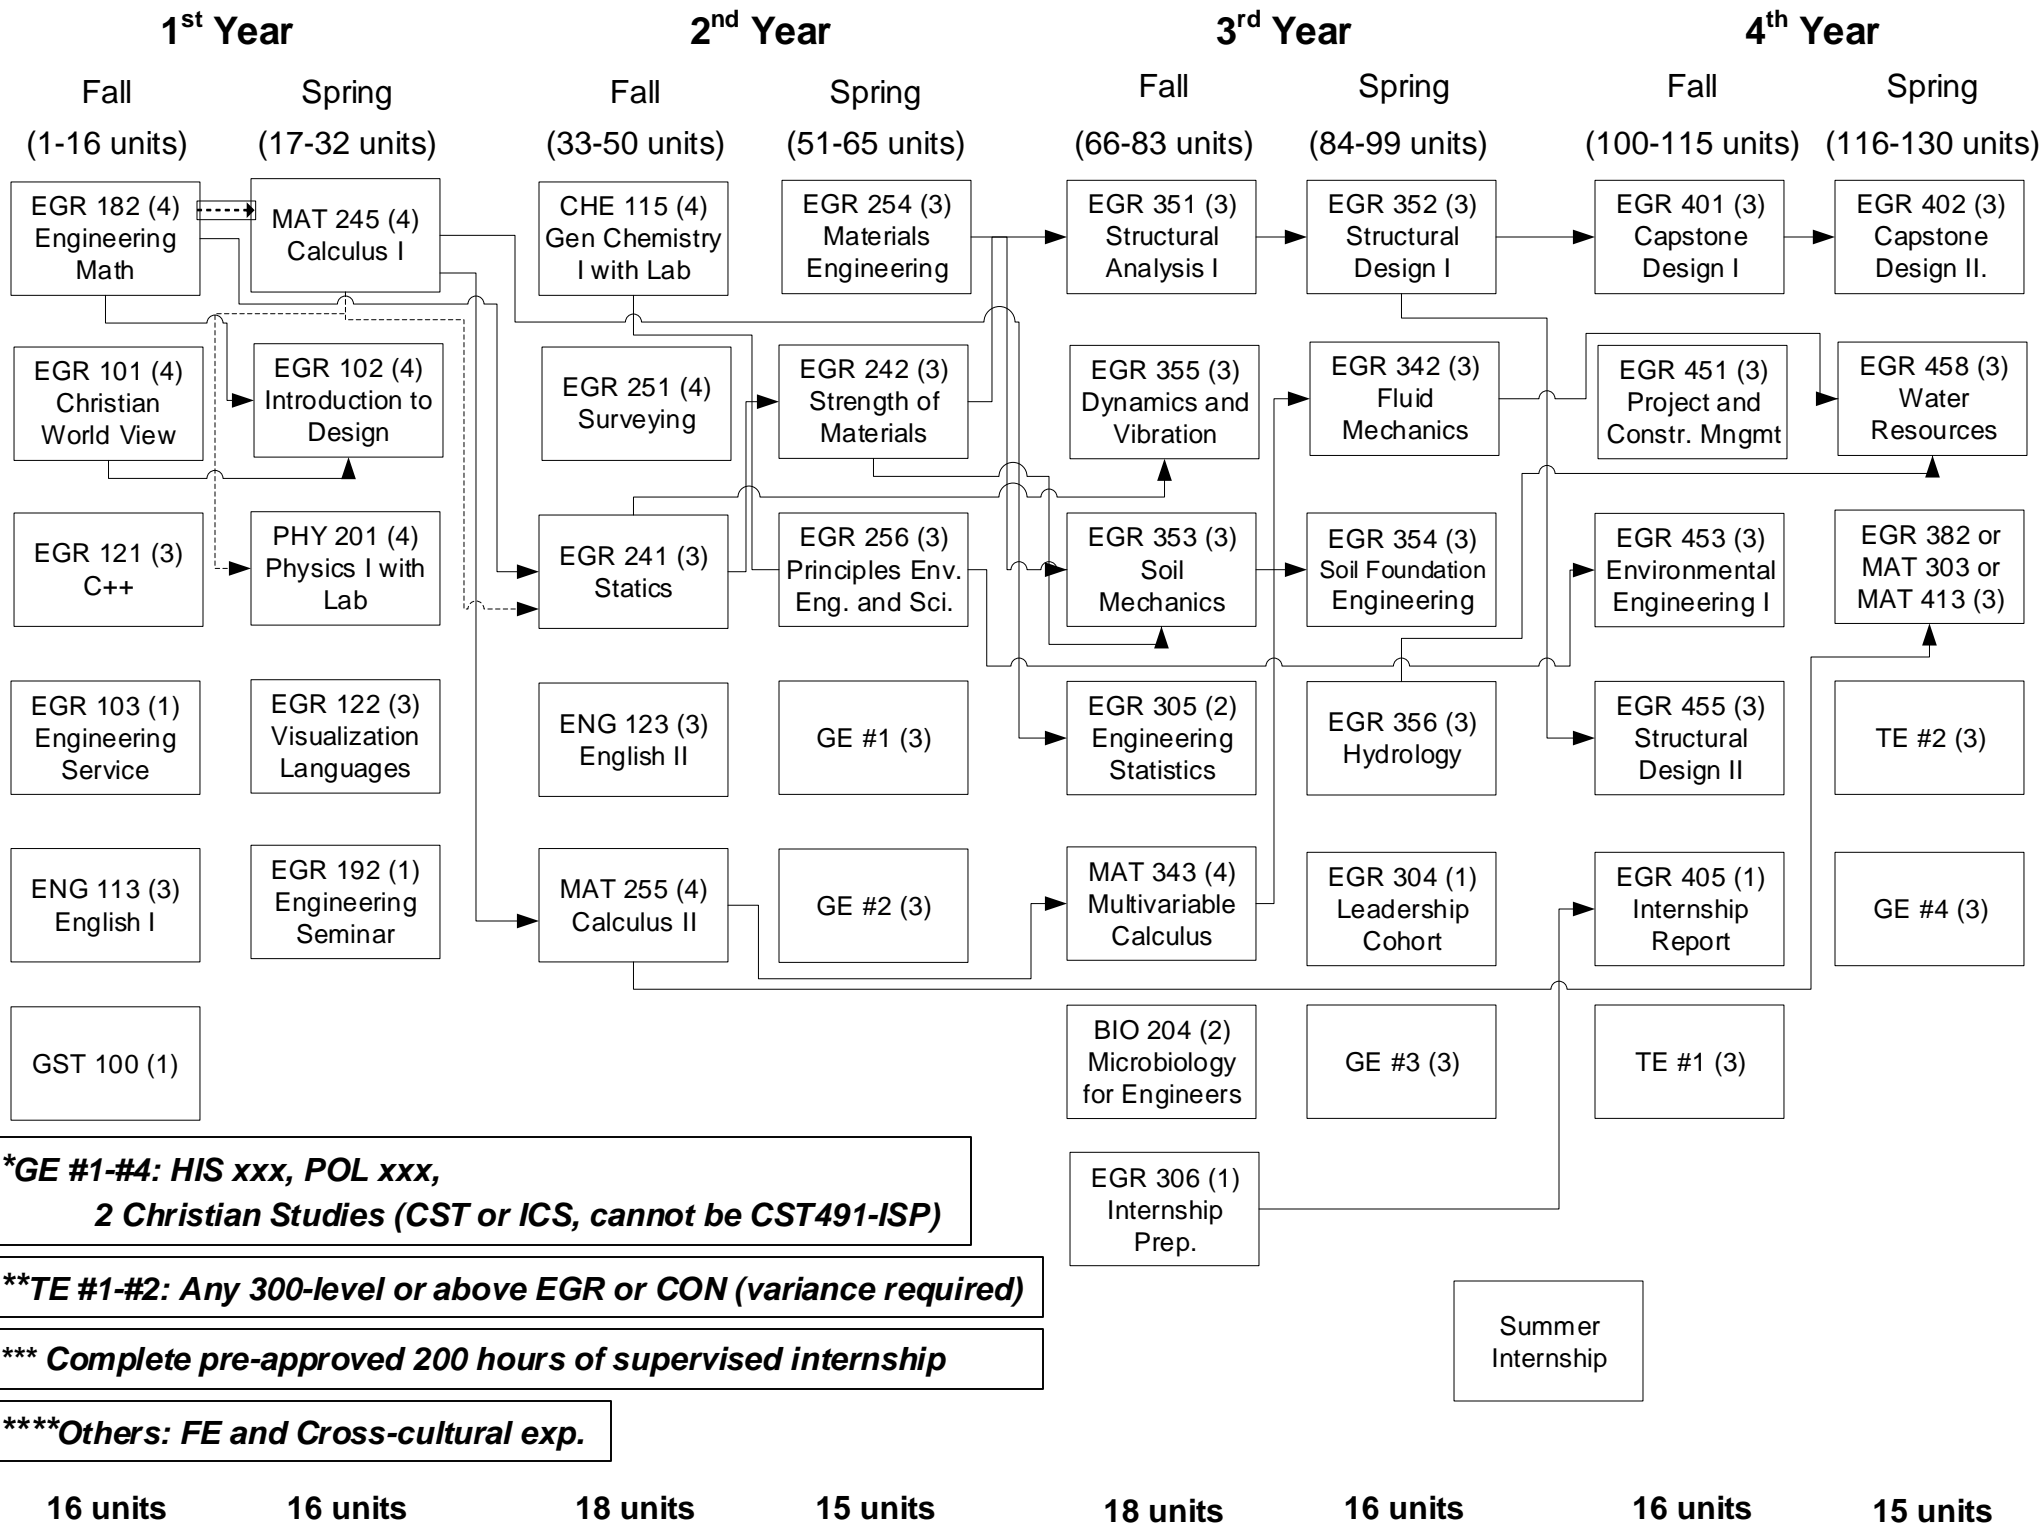 1st Year
2nd Year
3rd Year
4th Year
Fall
(1-16 units)
Spring
(17-32 units)
Fall
(33-50 units)
Spring
(51-65 units)
Fall
(66-83 units)
Spring
(84-99 units)
Fall
(100-115 units)
Spring
(116-130 units)
EGR 182 (4)
Engineering
Math
MAT 245 (4)
Calculus I
CHE 115 (4)
Gen Chemistry
I with Lab
EGR 254 (3)
Materials
Engineering
EGR 351 (3)
Structural
Analysis I
EGR 352 (3)
Structural
Design I
EGR 401 (3)
Capstone
Design I
EGR 402 (3)
Capstone
Design II.
EGR 101 (4)
Christian
World View
EGR 102 (4)
Introduction to
Design
EGR 251 (4)
Surveying
EGR 242 (3)
Strength of
Materials
EGR 355 (3)
Dynamics and
Vibration
EGR 342 (3)
Fluid
Mechanics
EGR 451 (3)
Project and
Constr. Mngmt
EGR 458 (3)
Water
Resources
EGR 121 (3)
C++
PHY 201 (4)
Physics I with
Lab
EGR 241 (3)
Statics
EGR 256 (3)
Principles Env.
Eng. and Sci.
EGR 353 (3)
Soil
Mechanics
EGR 354 (3)
Soil Foundation
Engineering
EGR 453 (3)
Environmental
Engineering I
EGR 382 or
MAT 303 or
MAT 413 (3)
EGR 103 (1)
Engineering
Service
EGR 122 (3)
Visualization
Languages
ENG 123 (3)
English II
GE #1 (3)
EGR 305 (2)
Engineering
Statistics
EGR 356 (3)
Hydrology
EGR 455 (3)
Structural
Design II
TE #2 (3)
ENG 113 (3)
English I
EGR 192 (1)
Engineering
Seminar
MAT 255 (4)
Calculus II
GE #2 (3)
MAT 343 (4)
Multivariable
Calculus
EGR 304 (1)
Leadership
Cohort
EGR 405 (1)
Internship
Report
GE #4 (3)
GST 100 (1)
BIO 204 (2)
Microbiology
for Engineers
GE #3 (3)
TE #1 (3)
EGR 306 (1)
Internship
Prep.
Summer
Internship
*GE #1-#4: HIS xxx, POL xxx,
2 Christian Studies (CST or ICS, cannot be CST491-ISP)
**TE #1-#2: Any 300-level or above EGR or CON (variance required)
*** Complete pre-approved 200 hours of supervised internship
****Others: FE and Cross-cultural exp.
16 units
16 units
18 units
15 units
18 units
16 units
16 units
15 units